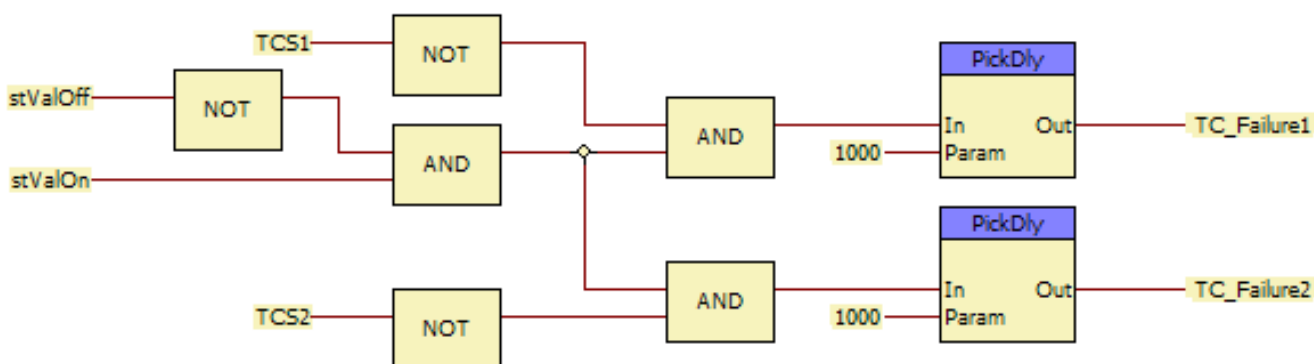 TCS1
NOT
PickDly
stValOff
NOT
In Out
TC_Failure1
AND
AND
1000
Param
stValOn
PickDly
TCS2
NOT
AND
In Out
TC_Failure2
1000
Param